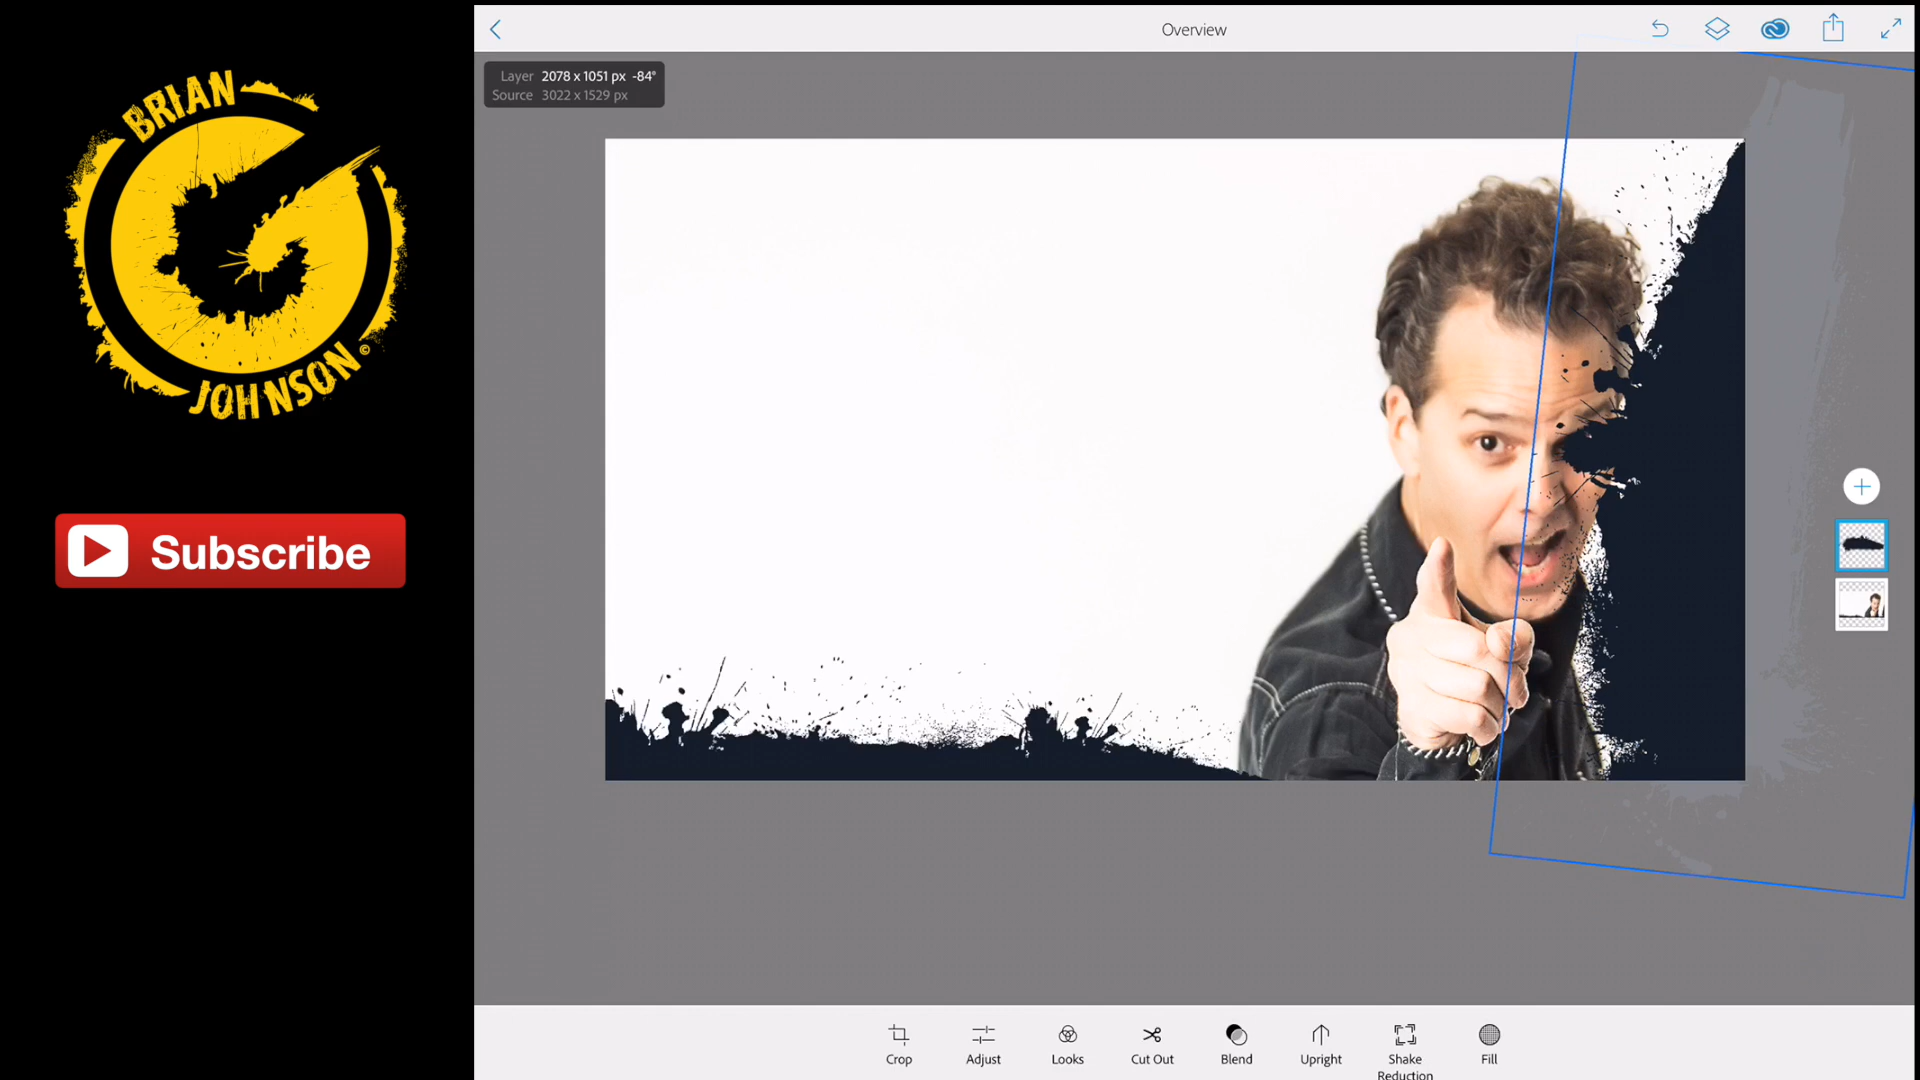 BRIAN
JOHNSON ©
Subscribe
Overview
Layer 2078 x 1051 px -84°
Source 3022 x 1529 px
Crop
Adjust
Looks
Cut Out
Blend
Upright
Shake
Reduction
Fill